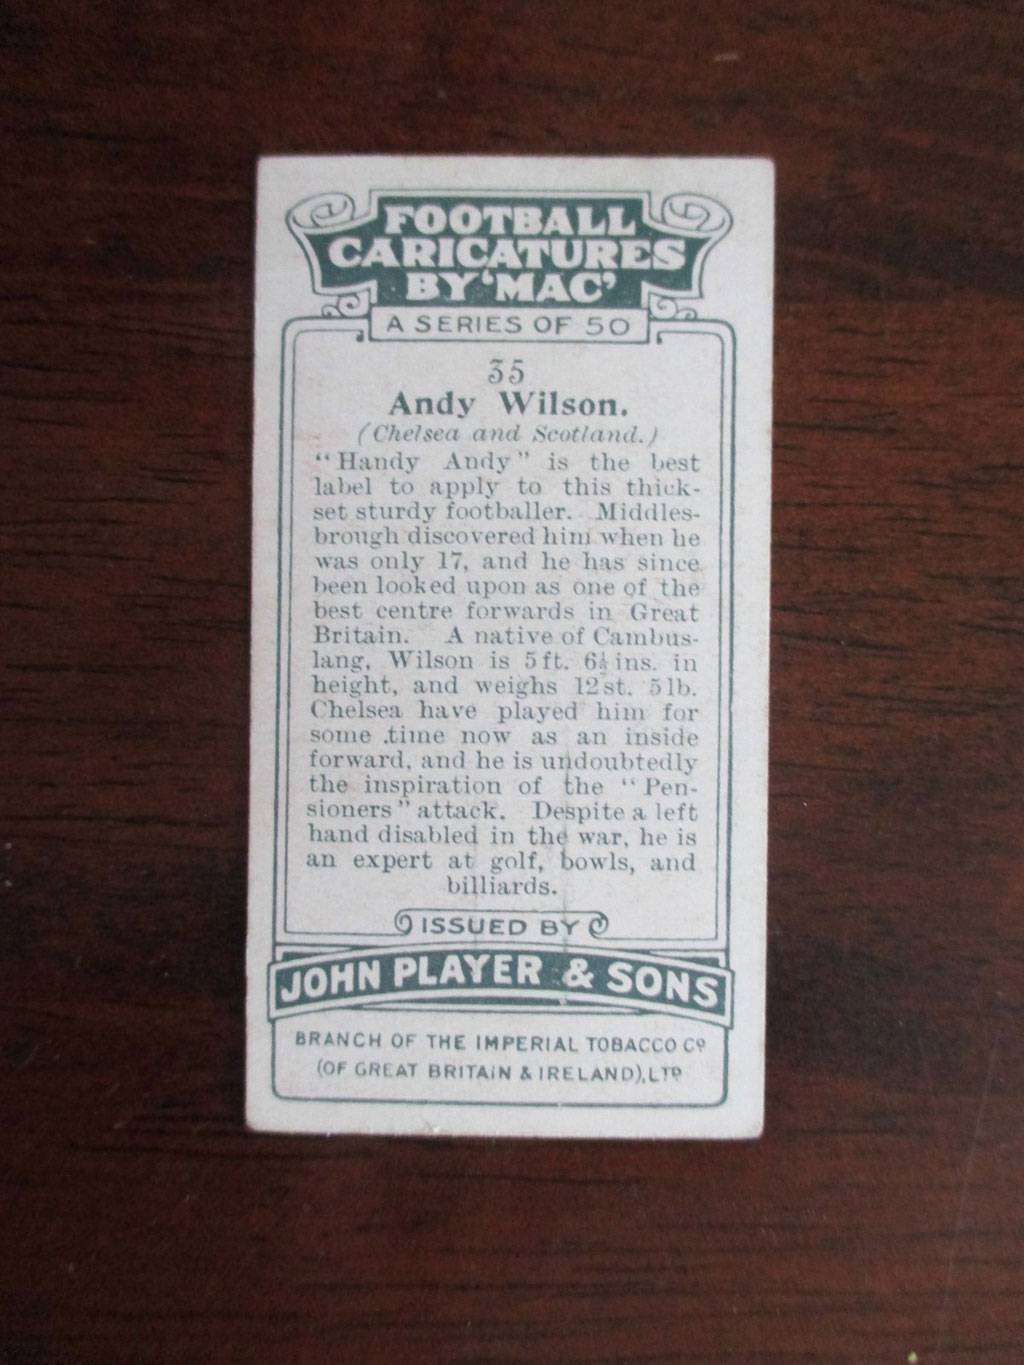 FOOTBALL
CARICATURES
BY 'MAC'
A SERIES OF 50
35
Andy Wilson.
(Chelsea and Scotland.)
"Handy Andy" is the best
label to apply to this thick-
set sturdy footballer. Middles-
brough discovered him when he
was only 17, and he has since
been looked upon as one of the
best centre forwards in Great
Britain. A native of Cambus-
lang, Wilson is 5 ft. 6½ ins. in
height, and weighs 12 st. 5 lb.
Chelsea have played him for
some time now as an inside
forward, and he is undoubtedly
the inspiration of the "Pen-
sioners" attack. Despite a left
hand disabled in the war, he is
an expert at golf, bowls, and
billiards.
ISSUED BY
JOHN PLAYER & SONS
BRANCH OF THE IMPERIAL TOBACCO Cº
(OF GREAT BRITAIN & IRELAND), LTD